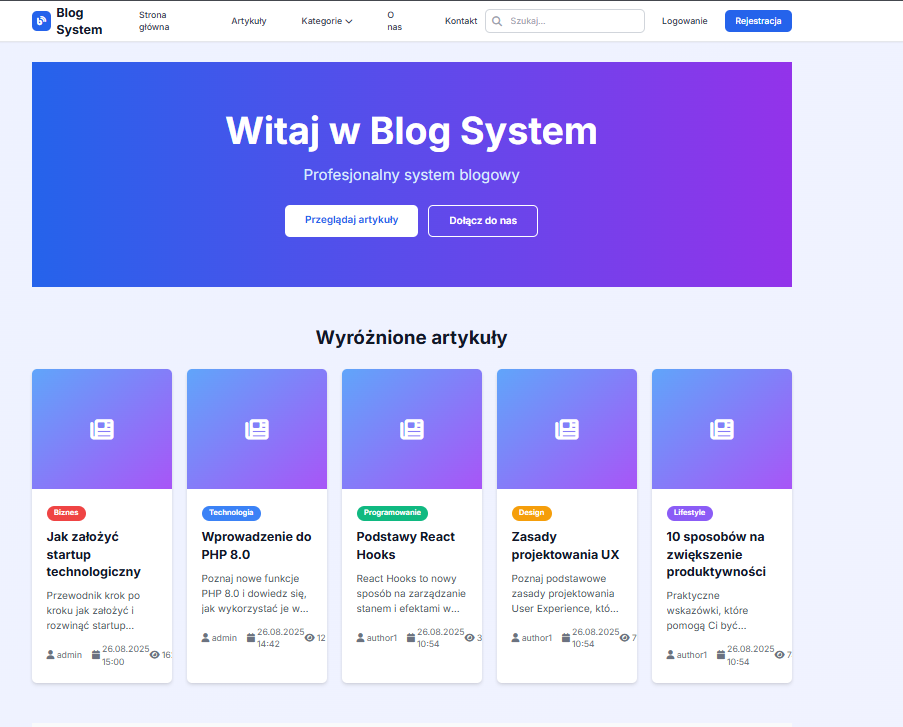 Blog
System
Strona
główna
Artykuły
Kategorie
O
nas
Kontakt
Szukaj...
Logowanie
Rejestracja
Witaj w Blog System
Profesjonalny system blogowy
Przeglądaj artykuły
Dołącz do nas
Wyróżnione artykuły
Biznes
Jak założyć
startup
technologiczny
Przewodnik krok po
kroku jak założyć i
rozwinąć startup...
admin
26.08.2025
15:00
16
Technologia
Wprowadzenie do
PHP 8.0
Poznaj nowe funkcje
PHP 8.0 i dowiedz się,
jak wykorzystać je w...
admin
26.08.2025
14:42
12
Programowanie
Podstawy React
Hooks
React Hooks to nowy
sposób na zarządzanie
stanem i efektami w...
author1
26.08.2025
10:54
3
Design
Zasady
projektowania UX
Poznaj podstawowe
zasady projektowania
User Experience, któ...
author1
26.08.2025
10:54
7
Lifestyle
10 sposobów na
zwiększenie
produktywności
Praktyczne
wskazówki, które
pomogą Ci być...
author1
26.08.2025
10:54
7